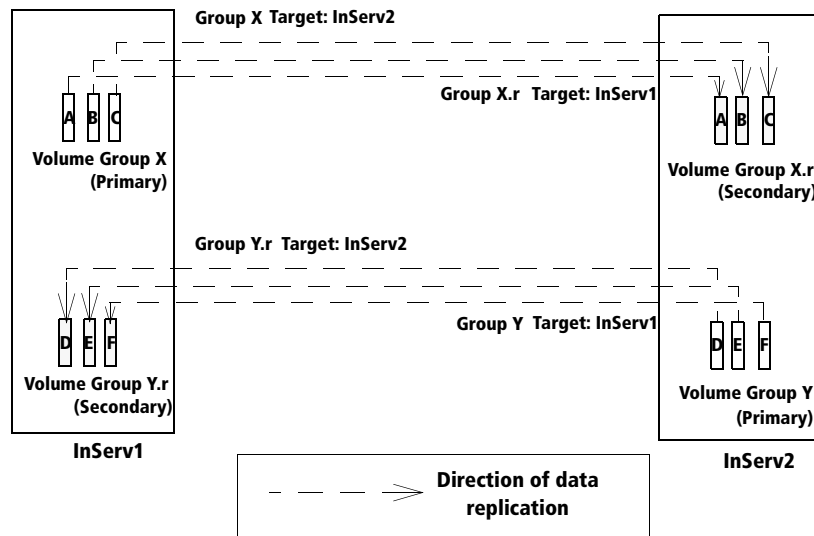 Group X Target: InServ2
Group X.r Target: InServ1
A B C
A B C
Volume Group X
(Primary)
Volume Group X.r
(Secondary)
Group Y.r Target: InServ2
Group Y Target: InServ1
D E F
D E F
Volume Group Y.r
(Secondary)
Volume Group Y
(Primary)
InServ1
InServ2
Direction of data
replication